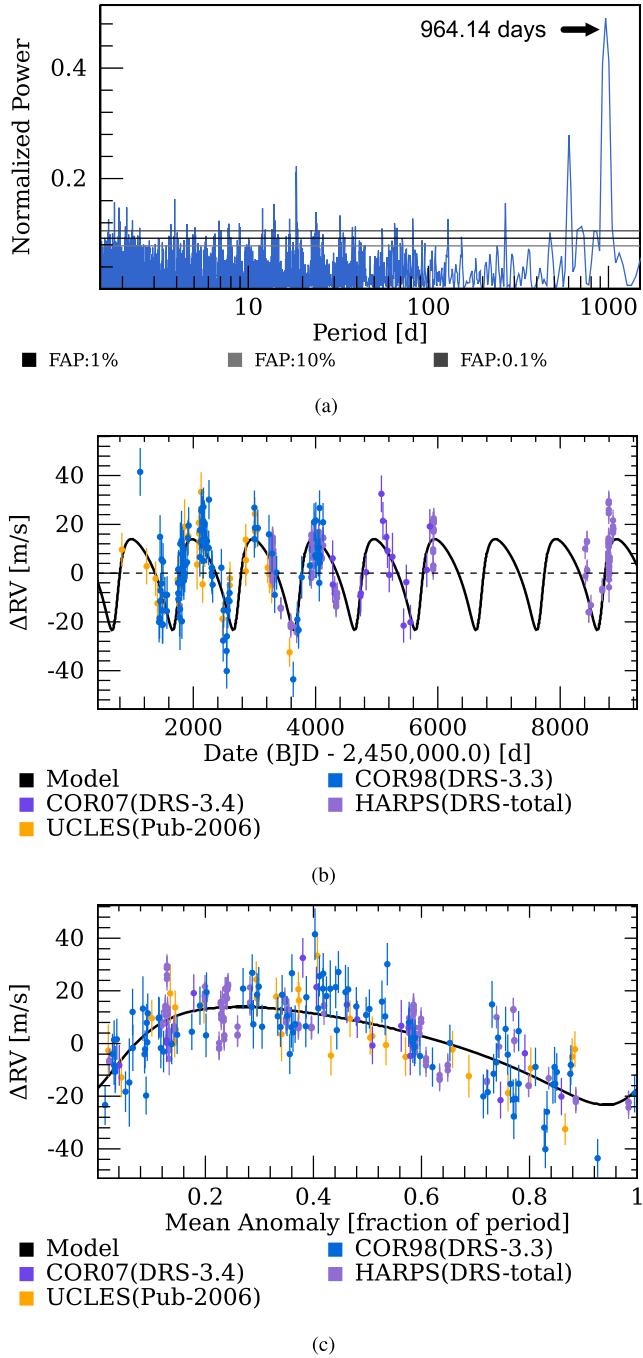 964.14 days
Normalized Power
0.4
0.2
10 100 1000
Period [d]
FAP:1% FAP:10% FAP:0.1%
(a)
ΔRV [m/s]
40
20
0
-20
-40
2000 4000 6000 8000
Date (BJD - 2,450,000.0) [d]
Model COR98(DRS-3.3)
COR07(DRS-3.4) HARPS(DRS-total)
UCLES(Pub-2006)
(b)
ΔRV [m/s]
40
20
0
-20
-40
0.2 0.4 0.6 0.8 1
Mean Anomaly [fraction of period]
Model COR98(DRS-3.3)
COR07(DRS-3.4) HARPS(DRS-total)
UCLES(Pub-2006)
(c)